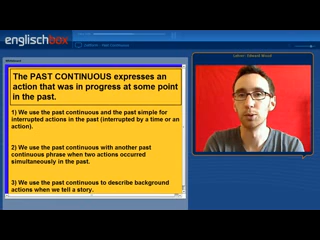 englischbox
The PAST CONTINUOUS expresses an
action that was in progress at some point
in the past.
1) We use the past continuous and the past simple for
interrupted actions in the past (interrupted by a time or an
action).
2) We use the past continuous with another past
continuous phrase when two actions occurred
simultaneously in the past.
3) We use the past continuous to describe background
actions when we tell a story.